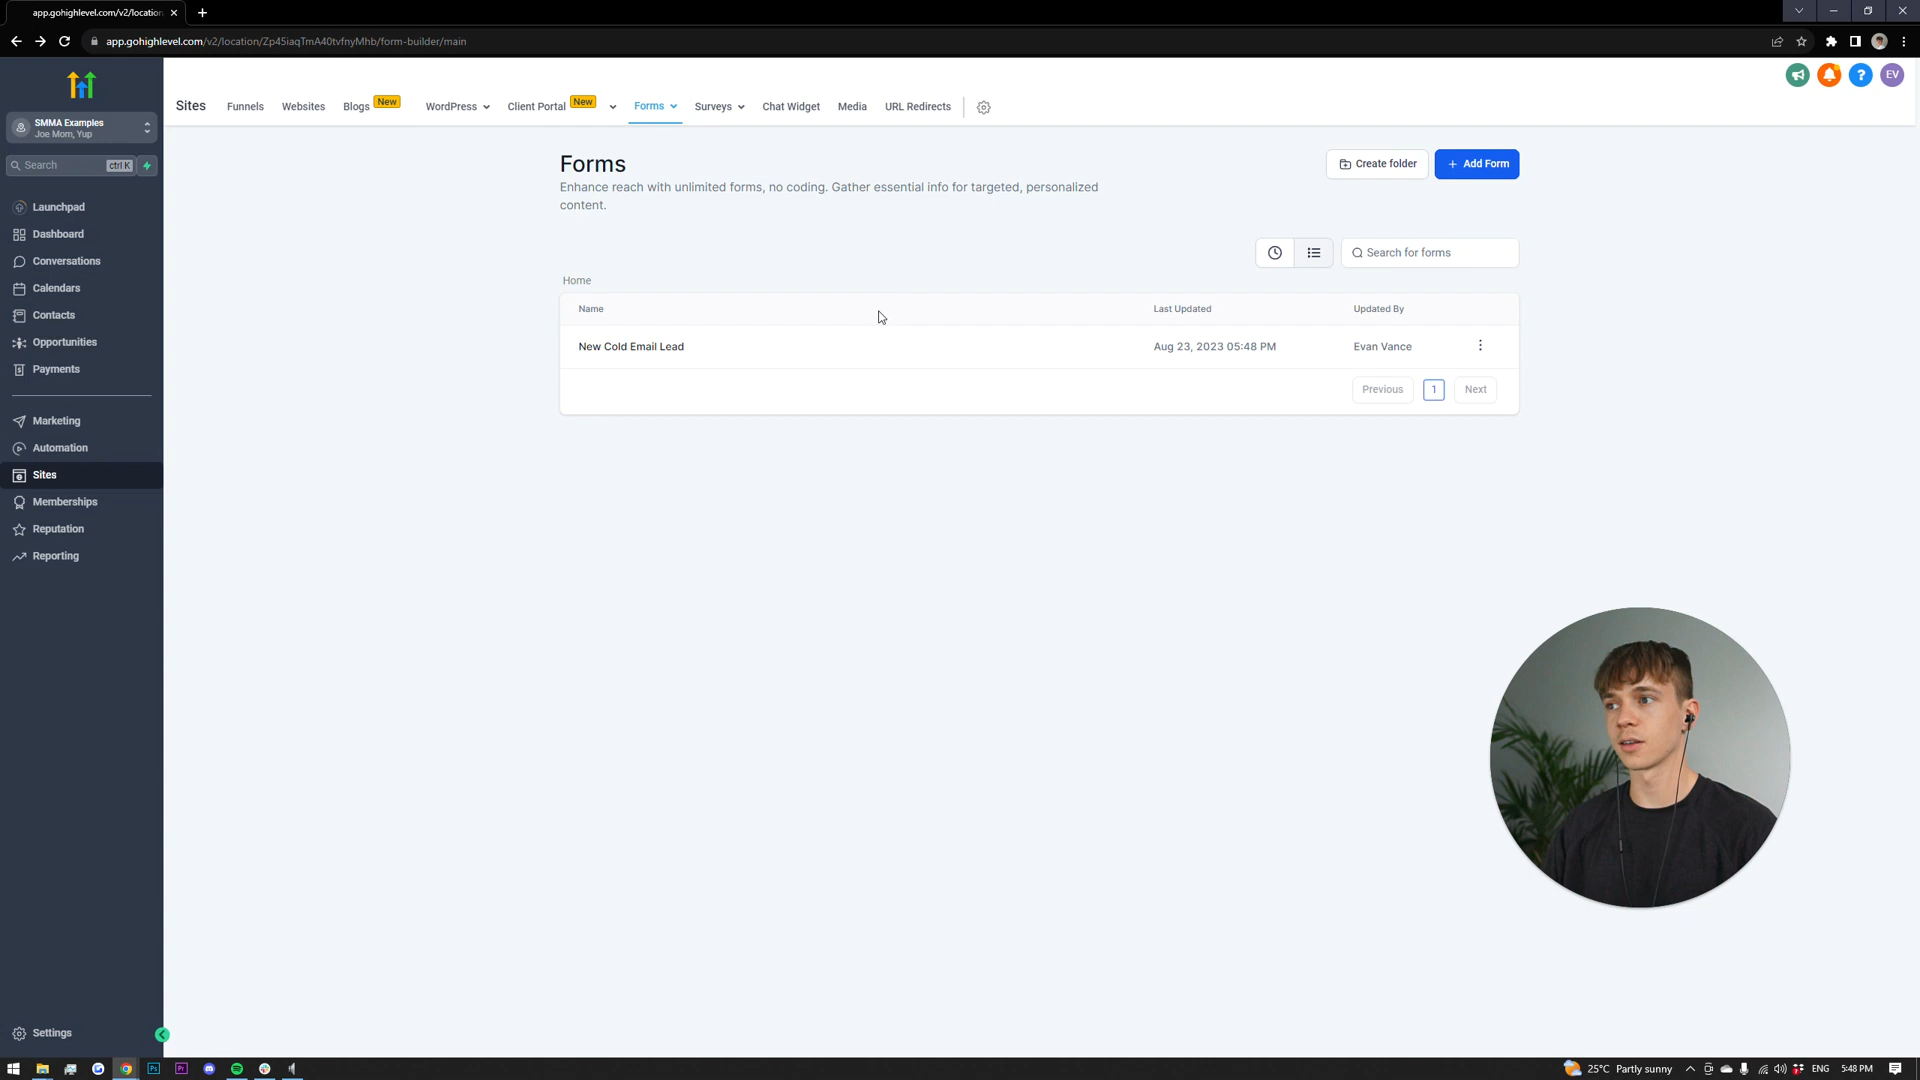 app.gohighlevel.com/v2/location
app.gohighlevel.com/v2/location/Zp45iaqTmA40tvfnyMhb/form-builder/main
EV
SMMA Examples
Joe Mom, Yup
Search ctrl K
Launchpad
Dashboard
Conversations
Calendars
Contacts
Opportunities
Payments
Marketing
Automation
Sites
Memberships
Reputation
Reporting
Settings
Sites Funnels Websites Blogs New WordPress Client Portal New Forms Surveys Chat Widget Media URL Redirects
Forms
Enhance reach with unlimited forms, no coding. Gather essential info for targeted, personalized
content.
Create folder + Add Form
Search for forms
Home
Name Last Updated Updated By
New Cold Email Lead Aug 23, 2023 05:48 PM Evan Vance
Previous 1 Next
Ps Pr 25°C Partly sunny ENG 5:48 PM